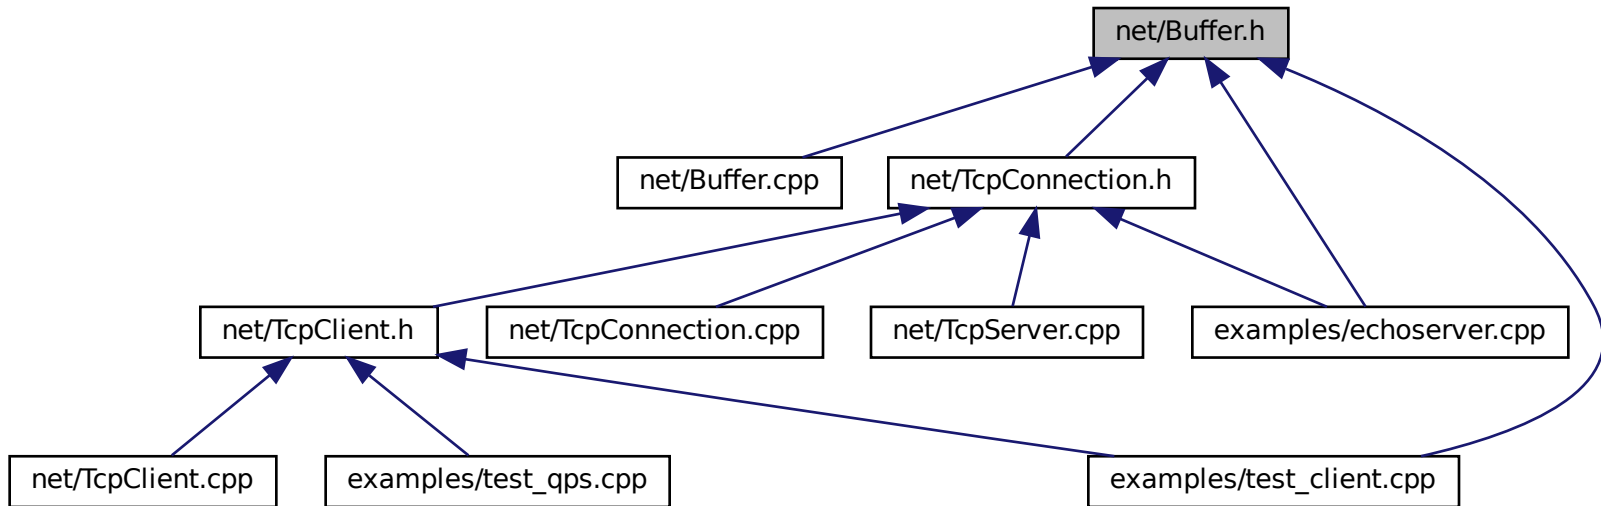 net/Buffer.h
net/Buffer.cpp
net/TcpConnection.h
net/TcpClient.h
net/TcpConnection.cpp
net/TcpServer.cpp
examples/echoserver.cpp
net/TcpClient.cpp
examples/test_qps.cpp
examples/test_client.cpp